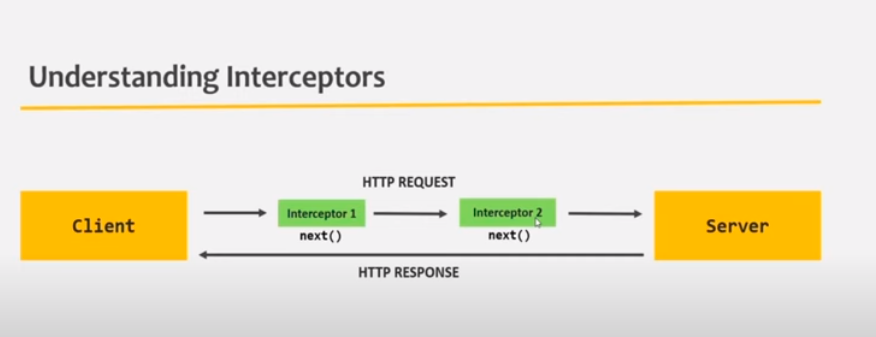 Understanding Interceptors
HTTP REQUEST
Client
Interceptor 1
Interceptor 2
Server
next()
next()
HTTP RESPONSE